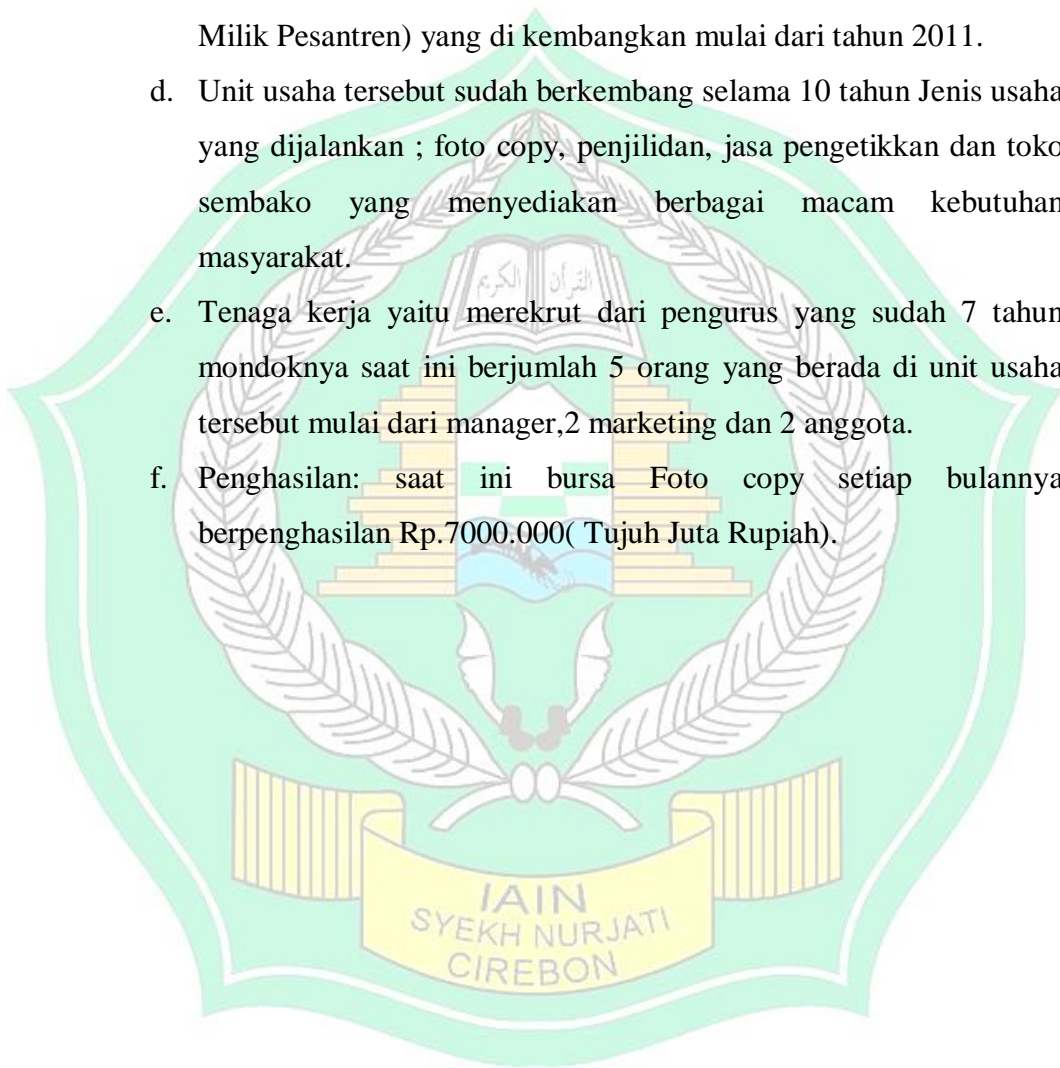 Milik Pesantren) yang di kembangkan mulai dari tahun 2011.
d. Unit usaha tersebut sudah berkembang selama 10 tahun Jenis usaha
yang dijalankan ; foto copy, penjilidan, jasa pengetikkan dan toko
sembako yang menyediakan berbagai macam kebutuhan
masyarakat.
القرآن الكريم
e. Tenaga kerja yaitu merekrut dari pengurus yang sudah 7 tahun
mondoknya saat ini berjumlah 5 orang yang berada di unit usaha
tersebut mulai dari manager,2 marketing dan 2 anggota.
f. Penghasilan: saat ini bursa Foto copy setiap bulannya
berpenghasilan Rp.7000.000( Tujuh Juta Rupiah).
IAIN
SYEKH NURJATI
CIREBON